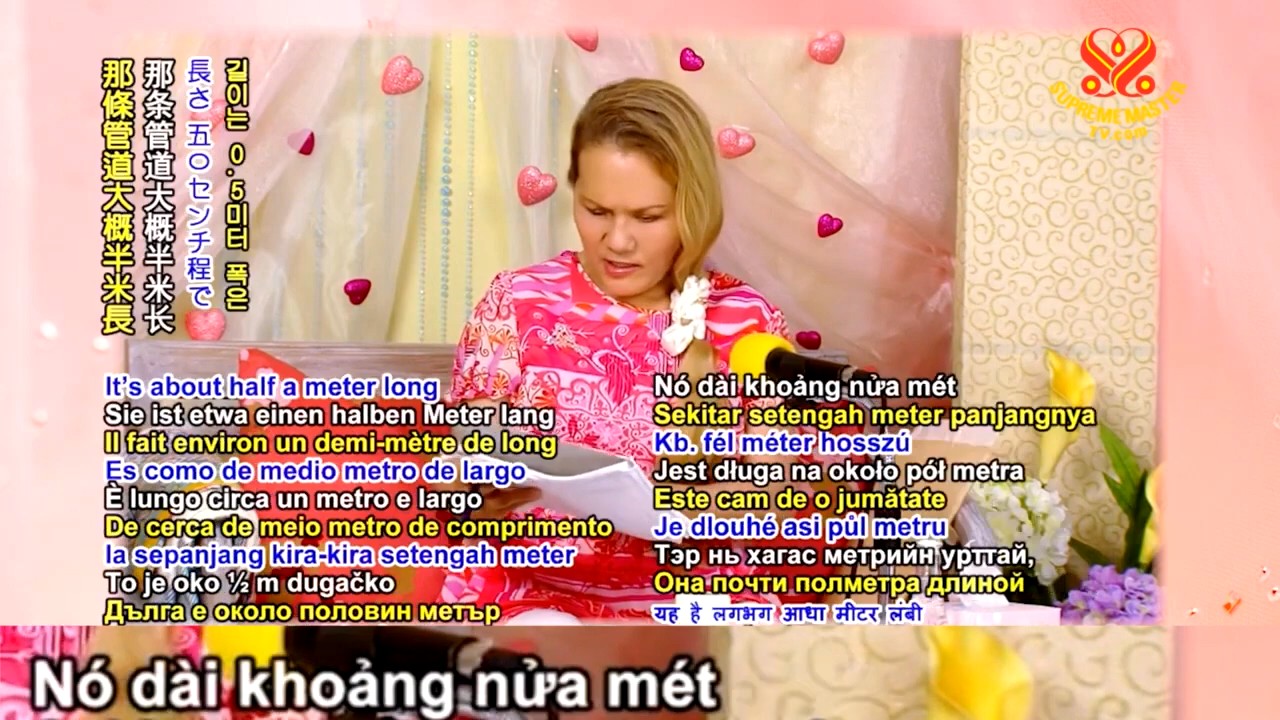 那條管道大概半米長
那条管道大概半米长
長さ 五〇センチ程で
길이는 0.5미터 폭은
SUPREME MASTER
TV.com
It's about half a meter long
Sie ist etwa einen halben Meter lang
Il fait environ un demi-mètre de long
Es como de medio metro de largo
È lungo circa un metro e largo
De cerca de meio metro de comprimento
Ia sepanjang kira-kira setengah meter
To je oko ½ m dugačko
Дълга е около половин метър
Nó dài khoảng nửa mét
Sekitar setengah meter panjangnya
Kb. fél méter hosszú
Jest długa na około pół metra
Este cam de o jumătate
Je dlouhé asi půl metru
Тэр нь хагас метрийн урттай,
Она почти полметра длиной
यह है लगभग आधा मीटर लंबी
Nó dài khoảng nửa mét